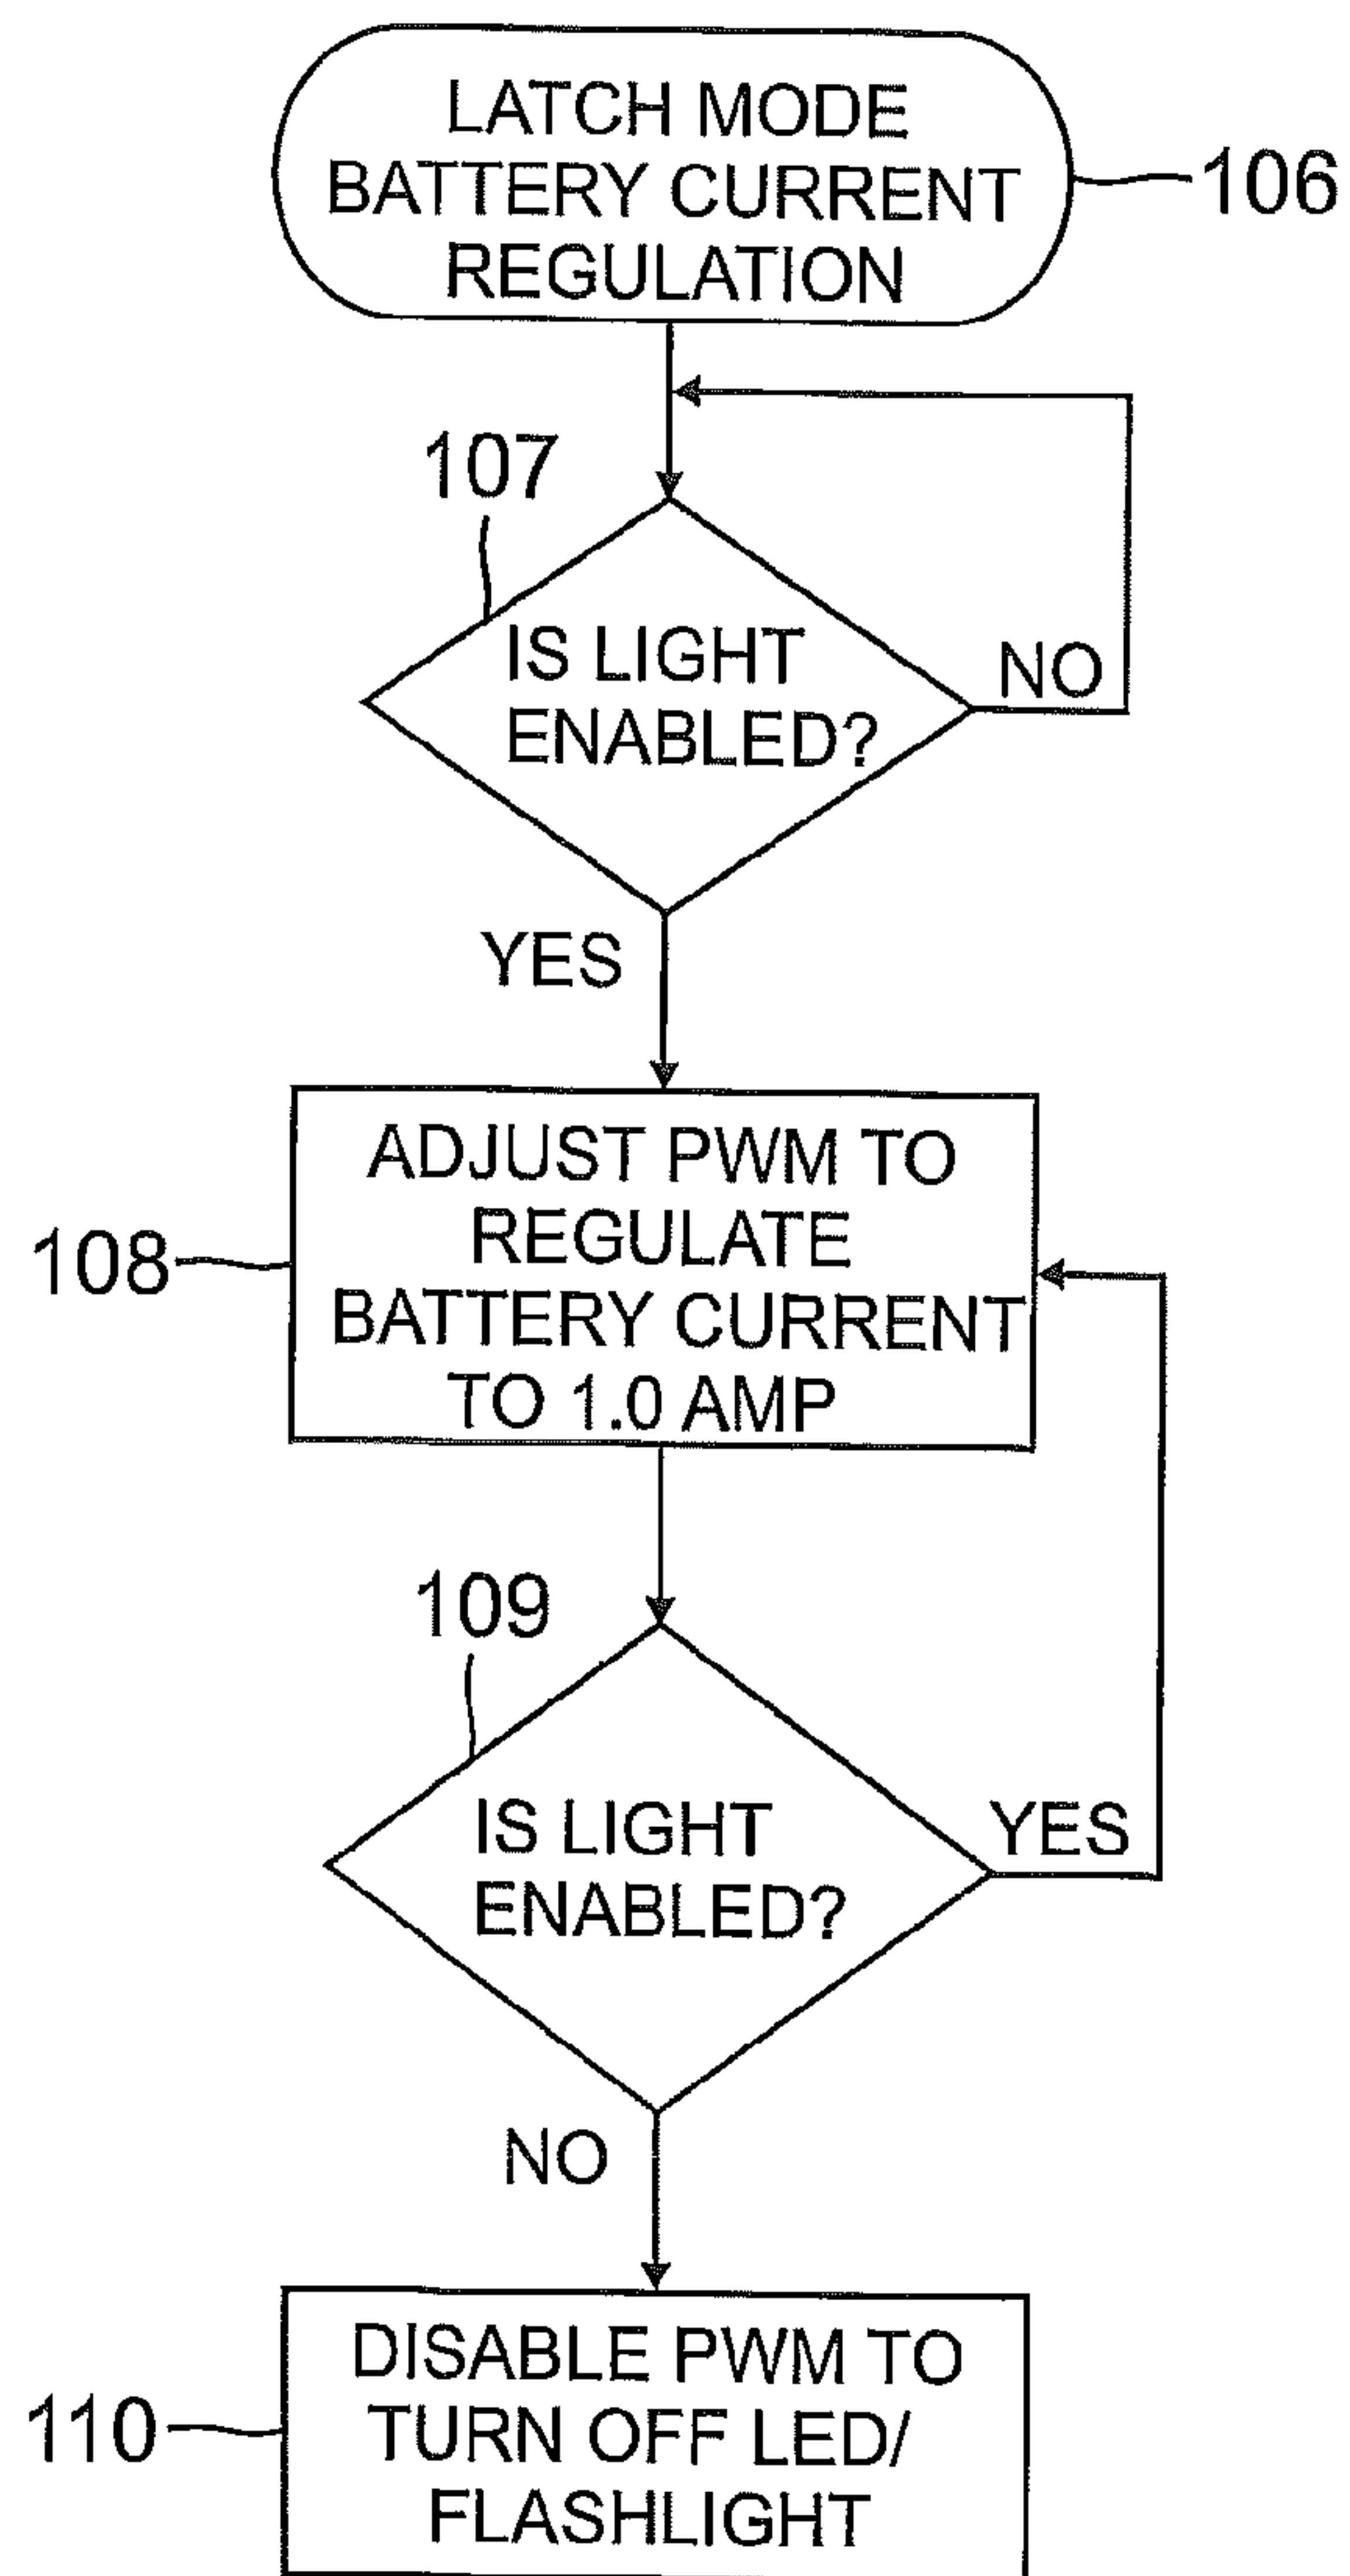 LATCH MODE
BATTERY CURRENT
REGULATION
106
107
IS LIGHT
ENABLED?
NO
YES
ADJUST PWM TO
REGULATE
BATTERY CURRENT
TO 1.0 AMP
108
109
IS LIGHT
ENABLED?
YES
NO
DISABLE PWM TO
TURN OFF LED/
FLASHLIGHT
110